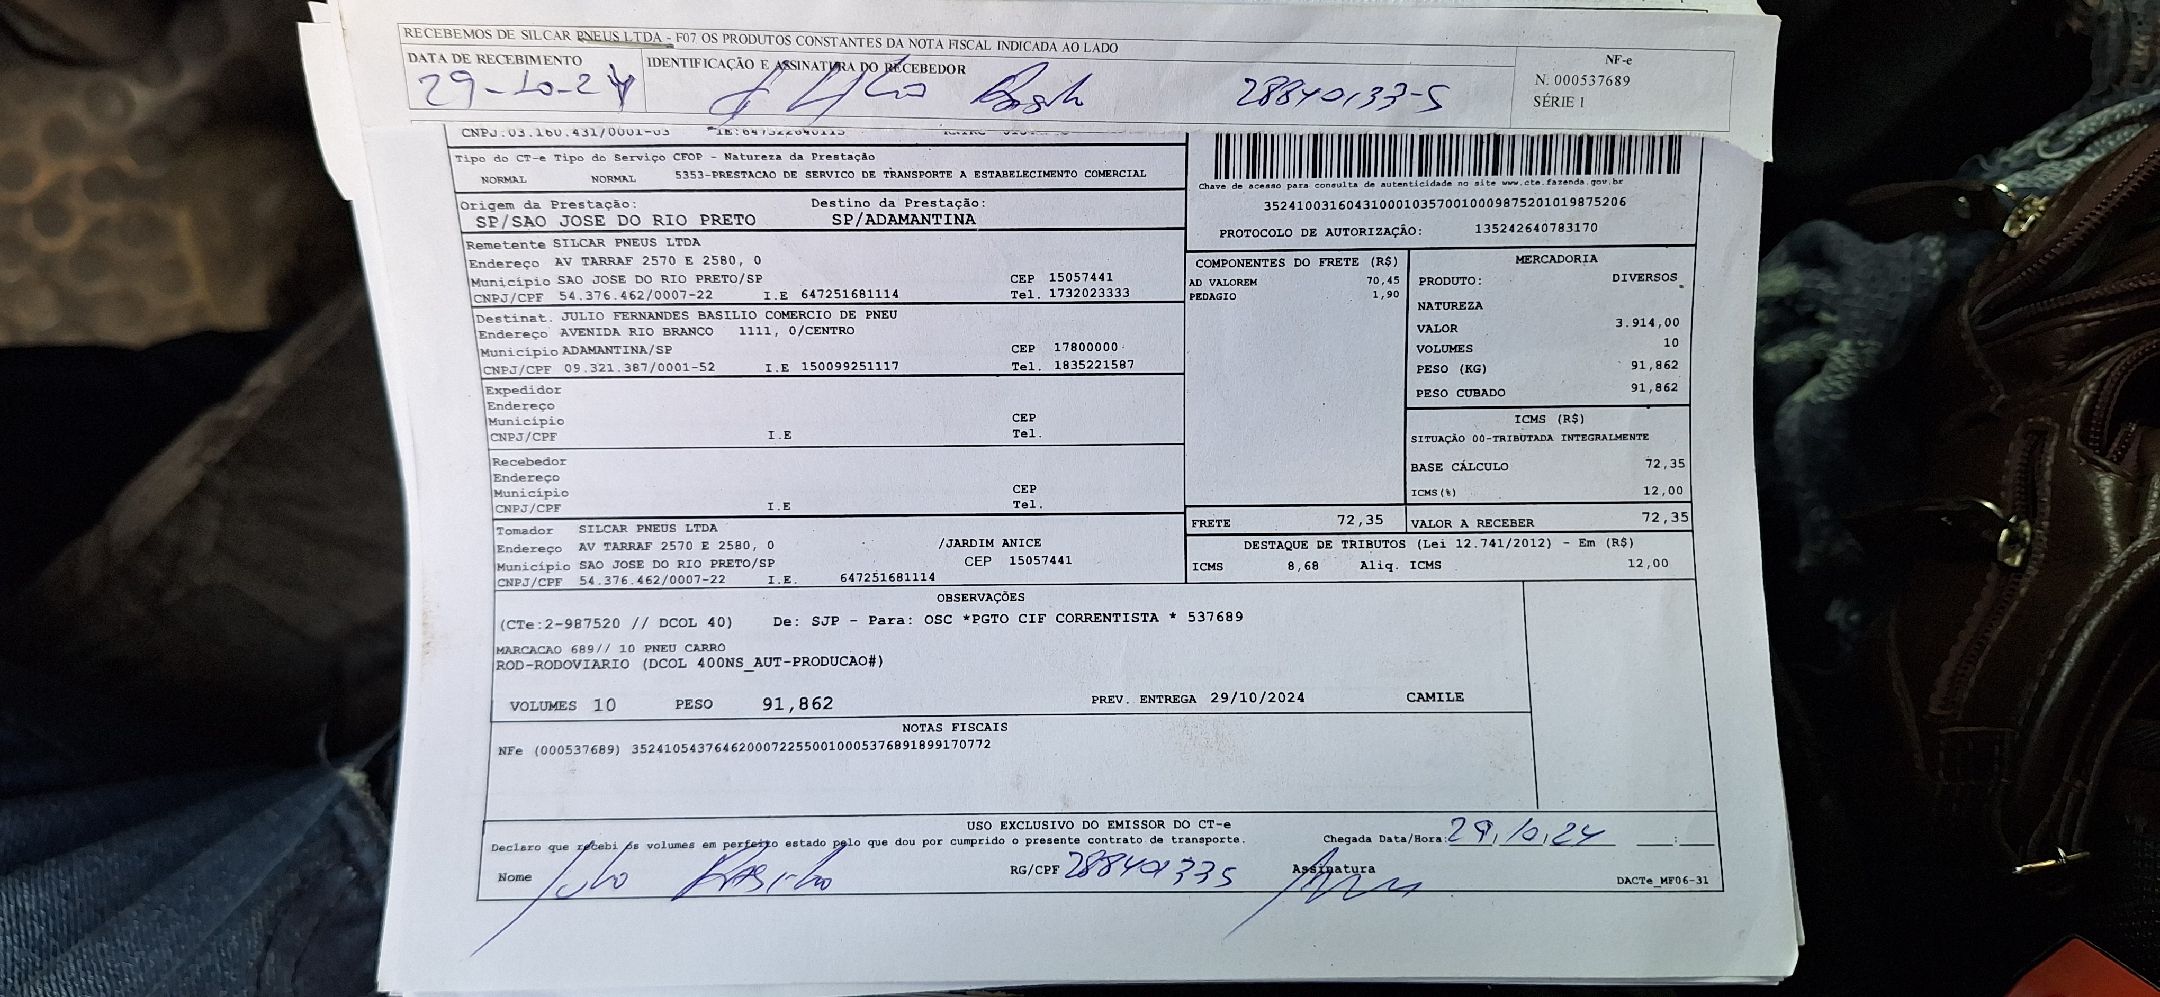 RECEBEMOS DE SILCAR PNEUS LTDA - F07 OS PRODUTOS CONSTANTES DA NOTA FISCAL INDICADA AO LADO
DATA DE RECEBIMENTO
29-10-24
IDENTIFICAÇÃO E ASSINATURA DO RECEBEDOR
28840133-5
NF-e
N. 000537689
SÉRIE 1
CNPJ:03.160.431/0001-03
Tipo do CT-e Tipo do Serviço CFOP - Natureza da Prestação
NORMAL NORMAL 5353-PRESTACAO DE SERVICO DE TRANSPORTE A ESTABELECIMENTO COMERCIAL
Origem da Prestação: Destino da Prestação:
SP/SAO JOSE DO RIO PRETO SP/ADAMANTINA
Chave de acesso para consulta de autenticidade no site www.cte.fazenda.gov.br
35241003160431000103570010009875201019875206
PROTOCOLO DE AUTORIZAÇÃO: 135242640783170
Remetente SILCAR PNEUS LTDA
Endereço AV TARRAF 2570 E 2580, 0
Município SAO JOSE DO RIO PRETO/SP CEP 15057441
CNPJ/CPF 54.376.462/0007-22 I.E 647251681114 Tel. 1732023333
Destinat. JULIO FERNANDES BASILIO COMERCIO DE PNEU
Endereço AVENIDA RIO BRANCO 1111, 0/CENTRO
Município ADAMANTINA/SP CEP 17800000
CNPJ/CPF 09.321.387/0001-52 I.E 150099251117 Tel. 1835221587
Expedidor
Endereço
Município CEP
CNPJ/CPF I.E Tel.
Recebedor
Endereço
Município CEP
CNPJ/CPF I.E Tel.
Tomador SILCAR PNEUS LTDA
Endereço AV TARRAF 2570 E 2580, 0 /JARDIM ANICE
Município SAO JOSE DO RIO PRETO/SP CEP 15057441
CNPJ/CPF 54.376.462/0007-22 I.E. 647251681114
COMPONENTES DO FRETE (R$)
AD VALOREM 70,45
PEDAGIO 1,90
MERCADORIA
PRODUTO: DIVERSOS
NATUREZA
VALOR 3.914,00
VOLUMES 10
PESO (KG) 91,862
PESO CUBADO 91,862
ICMS (R$)
SITUAÇÃO 00-TRIBUTADA INTEGRALMENTE
BASE CÁLCULO 72,35
ICMS(%) 12,00
FRETE 72,35 VALOR A RECEBER 72,35
DESTAQUE DE TRIBUTOS (Lei 12.741/2012) - Em (R$)
ICMS 8,68 Aliq. ICMS 12,00
OBSERVAÇÕES
(CTe:2-987520 // DCOL 40) De: SJP - Para: OSC *PGTO CIF CORRENTISTA * 537689
MARCACAO 689// 10 PNEU CARRO
ROD-RODOVIARIO (DCOL 400NS_AUT-PRODUCAO#)
VOLUMES 10 PESO 91,862 PREV. ENTREGA 29/10/2024 CAMILE
NOTAS FISCAIS
NFe (000537689) 35241054376462000722550010005376891899170772
USO EXCLUSIVO DO EMISSOR DO CT-e
Declaro que recebi os volumes em perfeito estado pelo que dou por cumprido o presente contrato de transporte.
Chegada Data/Hora: 29,10,24 __:__
Nome Julio Basilio RG/CPF 288401335 Assinatura
DACTe_MF06-31